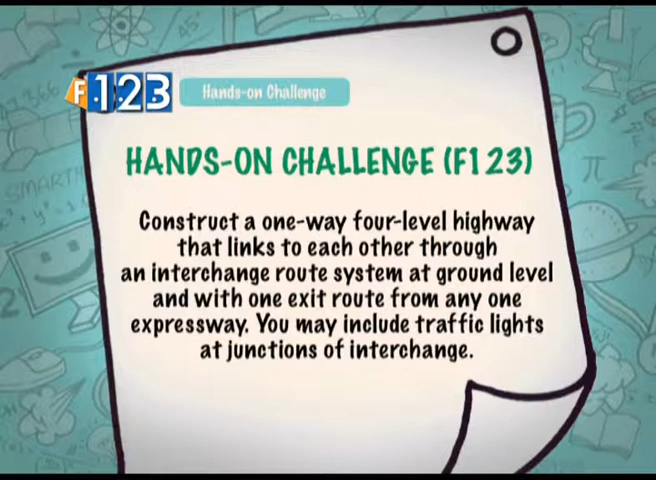 F.123
Hands-on Challenge
HANDS-ON CHALLENGE (F123)
Construct a one-way four-level highway
that links to each other through
an interchange route system at ground level
and with one exit route from any one
expressway. You may include traffic lights
at junctions of interchange.
SMART
π